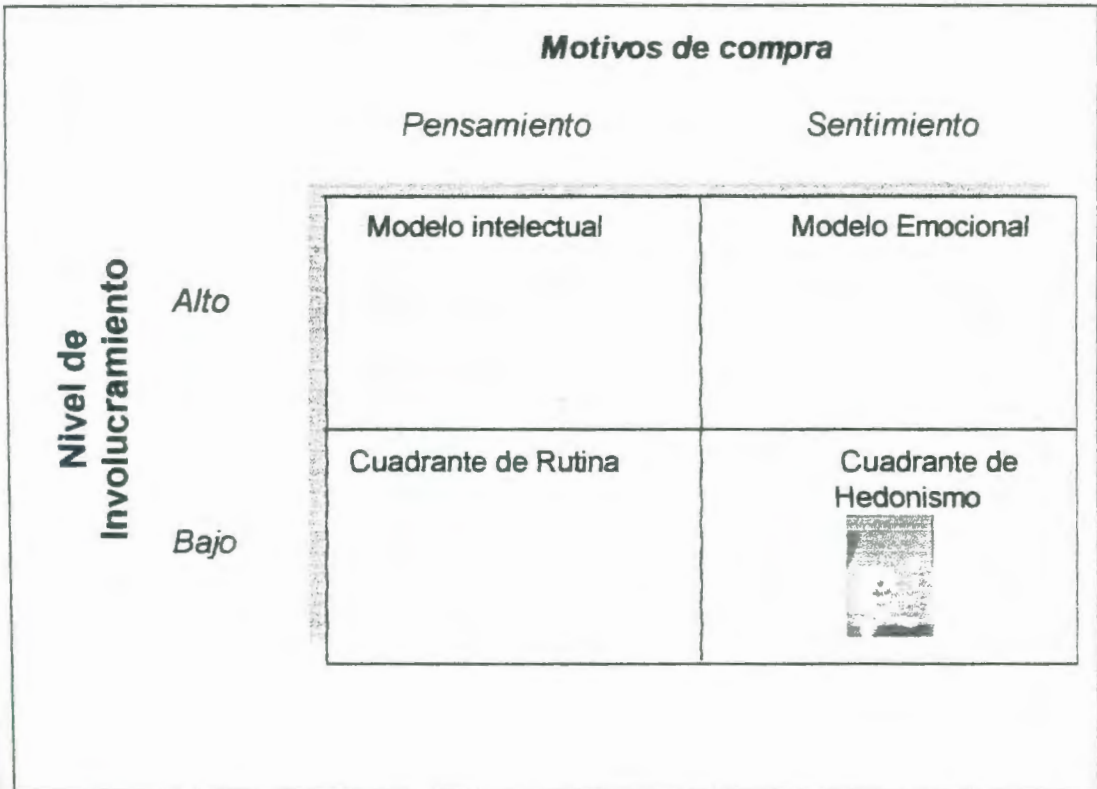 Motivos de compra
Pensamiento
Sentimiento
Nivel de
Involucramiento
Alto
Modelo intelectual
Modelo Emocional
Bajo
Cuadrante de Rutina
Cuadrante de
Hedonismo